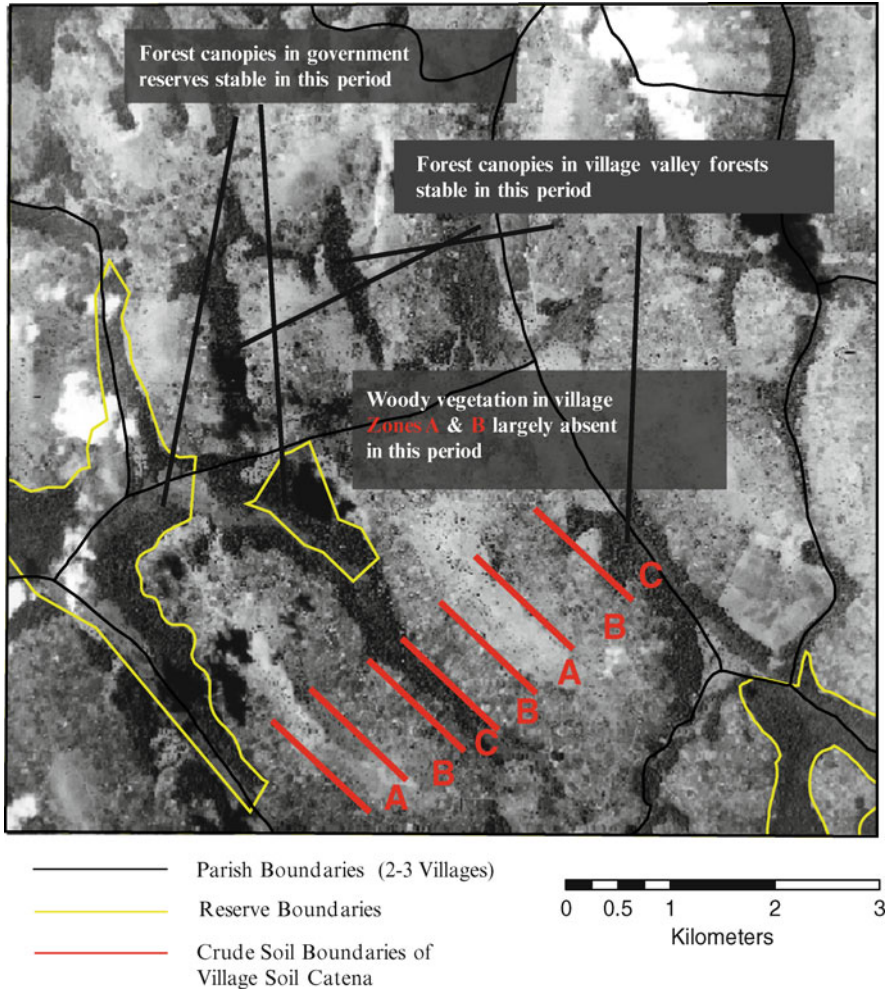 Forest canopies in government
reserves stable in this period
Forest canopies in village valley forests
stable in this period
Woody vegetation in village
Zones A & B largely absent
in this period
C
B
A
B
C
B
A
Parish Boundaries (2-3 Villages)
Reserve Boundaries
Crude Soil Boundaries of
Village Soil Catena
0 0.5 1 2 3
Kilometers